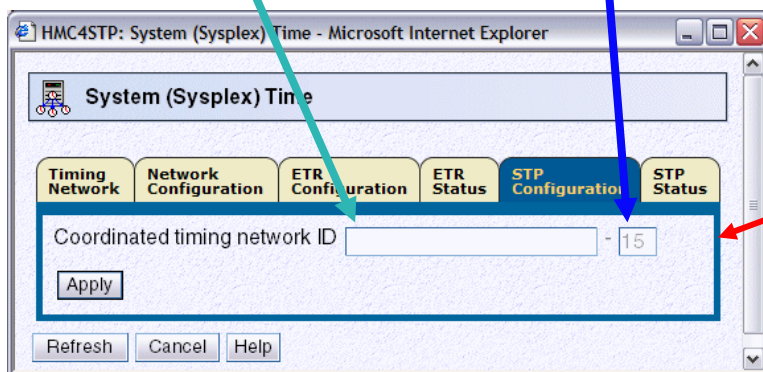 HMC4STP: System (Sysplex) Time - Microsoft Internet Explorer
System (Sysplex) Time
Timing Network
Network Configuration
ETR Configuration
ETR Status
STP Configuration
STP Status
Coordinated timing network ID - 15
Apply
Refresh Cancel Help